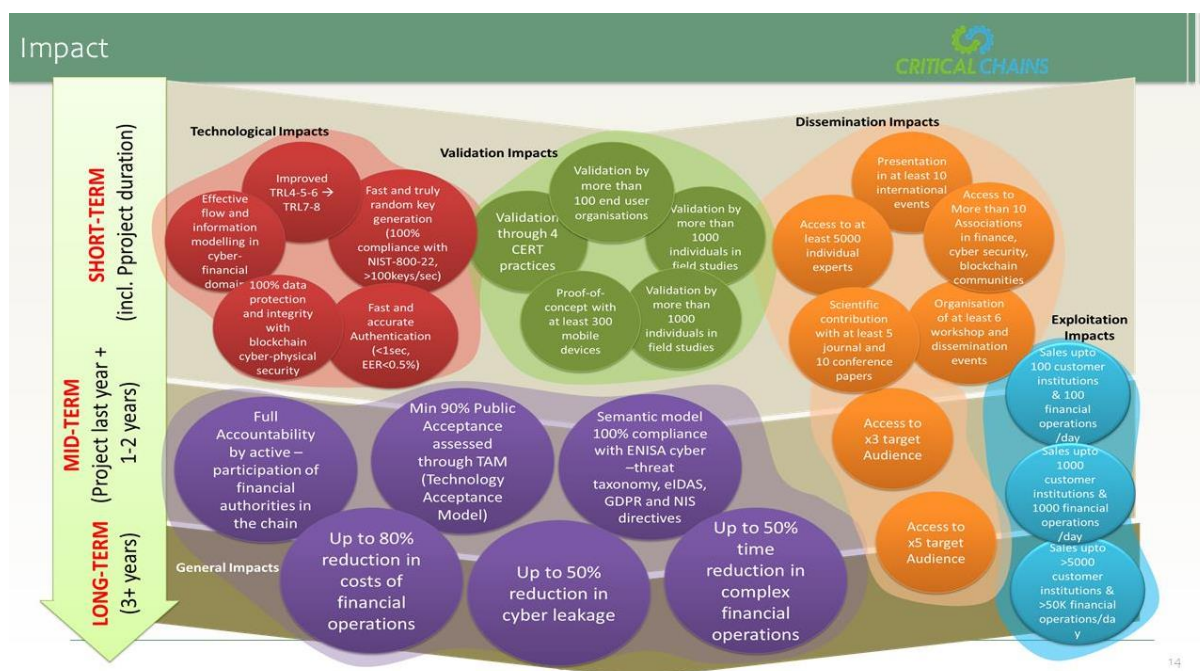 Impact
CRITICAL CHAINS
SHORT-TERM
(incl. Pproject duration)
MID-TERM
(Project last year +
1-2 years)
LONG-TERM
(3+ years)
Technological Impacts
Improved
TRL4-5-6 →
TRL7-8
Effective
flow and
information
modelling in
cyber-
financial
domain
Fast and truly
random key
generation
(100%
compliance with
NIST-800-22,
>100keys/sec)
100% data
protection
and integrity
with
blockchain
cyber-physical
security
Fast and
accurate
Authentication
(<1sec,
EER<0.5%)
Validation Impacts
Validation by
more than
100 end user
organisations
Validation
through 4
CERT
practices
Validation by
more than
1000
individuals in
field studies
Proof-of-
concept with
at least 300
mobile
devices
Validation by
more than
1000
individuals in
field studies
Dissemination Impacts
Presentation
in at least 10
international
events
Access to at
least 5000
individual
experts
Access to
More than 10
Associations
in finance,
cyber security,
blockchain
communities
Scientific
contribution
with at least 5
journal and
10 conference
papers
Organisation
of at least 6
workshop and
dissemination
events
Access to
x3 target
Audience
Access to
x5 target
Audience
Exploitation
Impacts
Sales upto
100 customer
institutions
& 100
financial
operations
/day
Sales upto
1000
customer
institutions &
1000 financial
operations
/day
Sales upto
>5000
customer
institutions &
>50K financial
operations/da
y
Full
Accountability
by active –
participation of
financial
authorities in
the chain
Min 90% Public
Acceptance
assessed
through TAM
(Technology
Acceptance
Model)
Semantic model
100% compliance
with ENISA cyber
–threat
taxonomy, eIDAS,
GDPR and NIS
directives
General Impacts
Up to 80%
reduction in
costs of
financial
operations
Up to 50%
reduction in
cyber leakage
Up to 50%
time
reduction in
complex
financial
operations
14